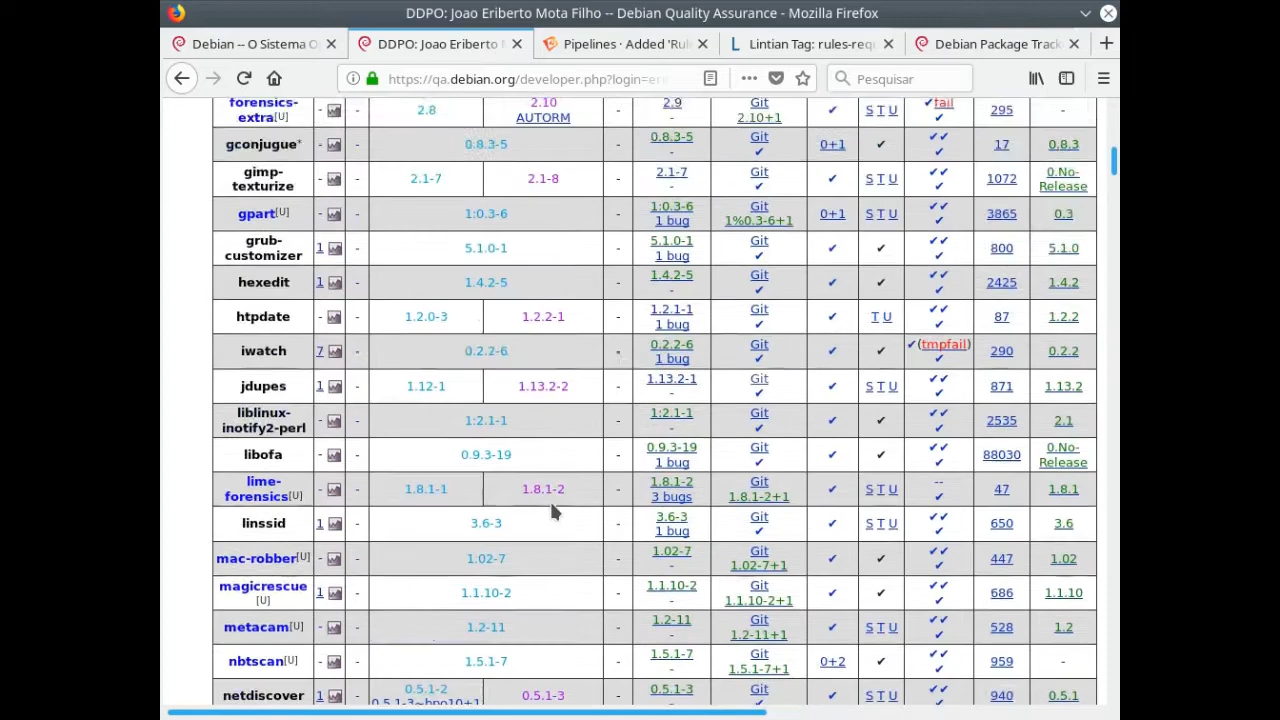 DDPO: Joao Eriberto Mota Filho -- Debian Quality Assurance - Mozilla Firefox
Debian -- O Sistema O
DDPO: Joao Eriberto
Pipelines · Added 'Rul
Lintian Tag: rules-req
Debian Package Track
https://qa.debian.org/developer.php?login=er
Pesquisar
forensics- - - 2.8 2.10 - 2.9 Git ✔ S T U ✔fail 295 -
extra[U] AUTORM - 2.10+1 ✔
gconjugue* - - 0.8.3-5 - 0.8.3-5 Git 0+1 ✔ ✔✔ 17 0.8.3
- ✔ ✔
gimp- - - 2.1-7 2.1-8 - 2.1-7 Git ✔ S T U ✔✔ 1072 0.No-
texturize - ✔ ✔ Release
gpart[U] - - 1:0.3-6 - 1:0.3-6 Git 0+1 S T U ✔✔ 3865 0.3
1 bug 1%0.3-6+1 ✔
grub- 1 - 5.1.0-1 - 5.1.0-1 Git ✔ ✔ ✔✔ 800 5.1.0
customizer 1 bug ✔ ✔
hexedit 1 - 1.4.2-5 - 1.4.2-5 Git ✔ ✔ ✔✔ 2425 1.4.2
- ✔ ✔
htpdate - - 1.2.0-3 1.2.2-1 - 1.2.1-1 Git ✔ T U ✔✔ 87 1.2.2
1 bug ✔ ✔
iwatch 7 - 0.2.2-6 - 0.2.2-6 Git ✔ ✔ ✔(tmpfail) 290 0.2.2
1 bug ✔ ✔
jdupes 1 - 1.12-1 1.13.2-2 - 1.13.2-1 Git ✔ S T U ✔✔ 871 1.13.2
- ✔ ✔
liblinux- - - 1:2.1-1 - 1:2.1-1 Git ✔ ✔ ✔✔ 2535 2.1
inotify2-perl - ✔ ✔
libofa - - 0.9.3-19 - 0.9.3-19 Git ✔ ✔ ✔✔ 88030 0.No-
1 bug ✔ ✔ Release
lime- - - 1.8.1-1 1.8.1-2 - 1.8.1-2 Git ✔ S T U -- 47 1.8.1
forensics[U] 3 bugs 1.8.1-2+1 ✔
linssid 1 - 3.6-3 - 3.6-3 Git ✔ S T U ✔✔ 650 3.6
1 bug ✔ ✔
mac-robber[U] - - 1.02-7 - 1.02-7 Git ✔ ✔ ✔✔ 447 1.02
- 1.02-7+1 ✔
magicrescue 1 - 1.1.10-2 - 1.1.10-2 Git ✔ ✔ ✔✔ 686 1.1.10
[U] - 1.1.10-2+1 ✔
metacam[U] - - 1.2-11 - 1.2-11 Git ✔ S T U ✔✔ 528 1.2
- 1.2-11+1 ✔
nbtscan[U] - - 1.5.1-7 - 1.5.1-7 Git 0+2 ✔ ✔✔ 959 -
- 1.5.1-7+1 ✔
netdiscover 1 - 0.5.1-2 0.5.1-3 - 0.5.1-3 Git ✔ S T U ✔✔ 940 0.5.1
0.5.1-3~bpo10+1